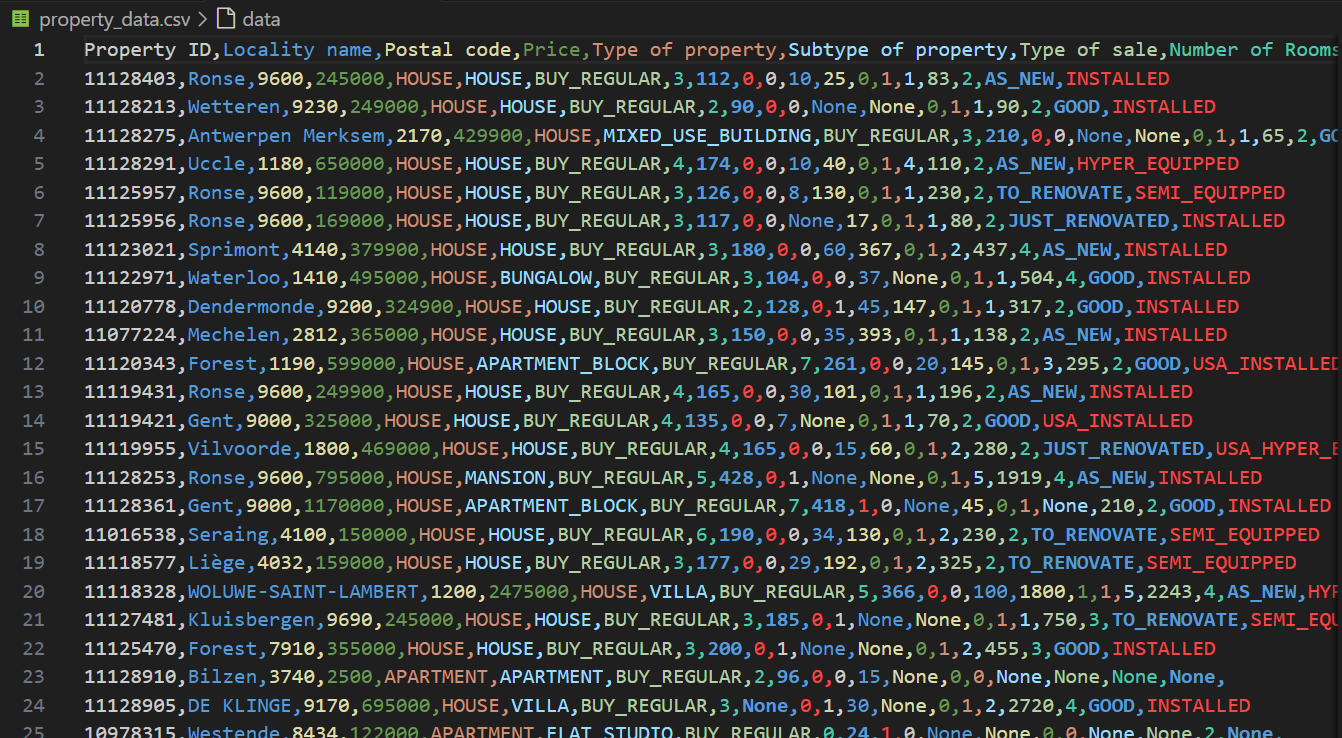 property_data.csv > data
1 Property ID,Locality name,Postal code,Price,Type of property,Subtype of property,Type of sale,Number of Rooms
2 11128403,Ronse,9600,245000,HOUSE,HOUSE,BUY_REGULAR,3,112,0,0,10,25,0,1,1,83,2,AS_NEW,INSTALLED
3 11128213,Wetteren,9230,249000,HOUSE,HOUSE,BUY_REGULAR,2,90,0,0,None,None,0,1,1,90,2,GOOD,INSTALLED
4 11128275,Antwerpen Merksem,2170,429900,HOUSE,MIXED_USE_BUILDING,BUY_REGULAR,3,210,0,0,None,None,0,1,1,65,2,GO
5 11128291,Uccle,1180,650000,HOUSE,HOUSE,BUY_REGULAR,4,174,0,0,10,40,0,1,4,110,2,AS_NEW,HYPER_EQUIPPED
6 11125957,Ronse,9600,119000,HOUSE,HOUSE,BUY_REGULAR,3,126,0,0,8,130,0,1,1,230,2,TO_RENOVATE,SEMI_EQUIPPED
7 11125956,Ronse,9600,169000,HOUSE,HOUSE,BUY_REGULAR,3,117,0,0,None,17,0,1,1,80,2,JUST_RENOVATED,INSTALLED
8 11123021,Sprimont,4140,379900,HOUSE,HOUSE,BUY_REGULAR,3,180,0,0,60,367,0,1,2,437,4,AS_NEW,INSTALLED
9 11122971,Waterloo,1410,495000,HOUSE,BUNGALOW,BUY_REGULAR,3,104,0,0,37,None,0,1,1,504,4,GOOD,INSTALLED
10 11120778,Dendermonde,9200,324900,HOUSE,HOUSE,BUY_REGULAR,2,128,0,1,45,147,0,1,1,317,2,GOOD,INSTALLED
11 11077224,Mechelen,2812,365000,HOUSE,HOUSE,BUY_REGULAR,3,150,0,0,35,393,0,1,1,138,2,AS_NEW,INSTALLED
12 11120343,Forest,1190,599000,HOUSE,APARTMENT_BLOCK,BUY_REGULAR,7,261,0,0,20,145,0,1,3,295,2,GOOD,USA_INSTALLED
13 11119431,Ronse,9600,249900,HOUSE,HOUSE,BUY_REGULAR,4,165,0,0,30,101,0,1,1,196,2,AS_NEW,INSTALLED
14 11119421,Gent,9000,325000,HOUSE,HOUSE,BUY_REGULAR,4,135,0,0,7,None,0,1,1,70,2,GOOD,USA_INSTALLED
15 11119955,Vilvoorde,1800,469000,HOUSE,HOUSE,BUY_REGULAR,4,165,0,0,15,60,0,1,2,280,2,JUST_RENOVATED,USA_HYPER_E
16 11128253,Ronse,9600,795000,HOUSE,MANSION,BUY_REGULAR,5,428,0,1,None,None,0,1,5,1919,4,AS_NEW,INSTALLED
17 11128361,Gent,9000,1170000,HOUSE,APARTMENT_BLOCK,BUY_REGULAR,7,418,1,0,None,45,0,1,None,210,2,GOOD,INSTALLED
18 11016538,Seraing,4100,150000,HOUSE,HOUSE,BUY_REGULAR,6,190,0,0,34,130,0,1,2,230,2,TO_RENOVATE,SEMI_EQUIPPED
19 11118577,Liège,4032,159000,HOUSE,HOUSE,BUY_REGULAR,3,177,0,0,29,192,0,1,2,325,2,TO_RENOVATE,SEMI_EQUIPPED
20 11118328,WOLUWE-SAINT-LAMBERT,1200,2475000,HOUSE,VILLA,BUY_REGULAR,5,366,0,0,100,1800,1,1,5,2243,4,AS_NEW,HYP
21 11127481,Kluisbergen,9690,245000,HOUSE,HOUSE,BUY_REGULAR,3,185,0,1,None,None,0,1,1,750,3,TO_RENOVATE,SEMI_EQU
22 11125470,Forest,7910,355000,HOUSE,HOUSE,BUY_REGULAR,3,200,0,1,None,None,0,1,2,455,3,GOOD,INSTALLED
23 11128910,Bilzen,3740,2500,APARTMENT,APARTMENT,BUY_REGULAR,2,96,0,0,15,None,0,0,None,None,None,None,
24 11128905,DE KLINGE,9170,695000,HOUSE,VILLA,BUY_REGULAR,3,None,0,1,30,None,0,1,2,2720,4,GOOD,INSTALLED
25 10978315,Westende,8434,122000,APARTMENT,FLAT_STUDIO,BUY_REGULAR,0,24,1,0,None,None,0,0,None,None,2,None,